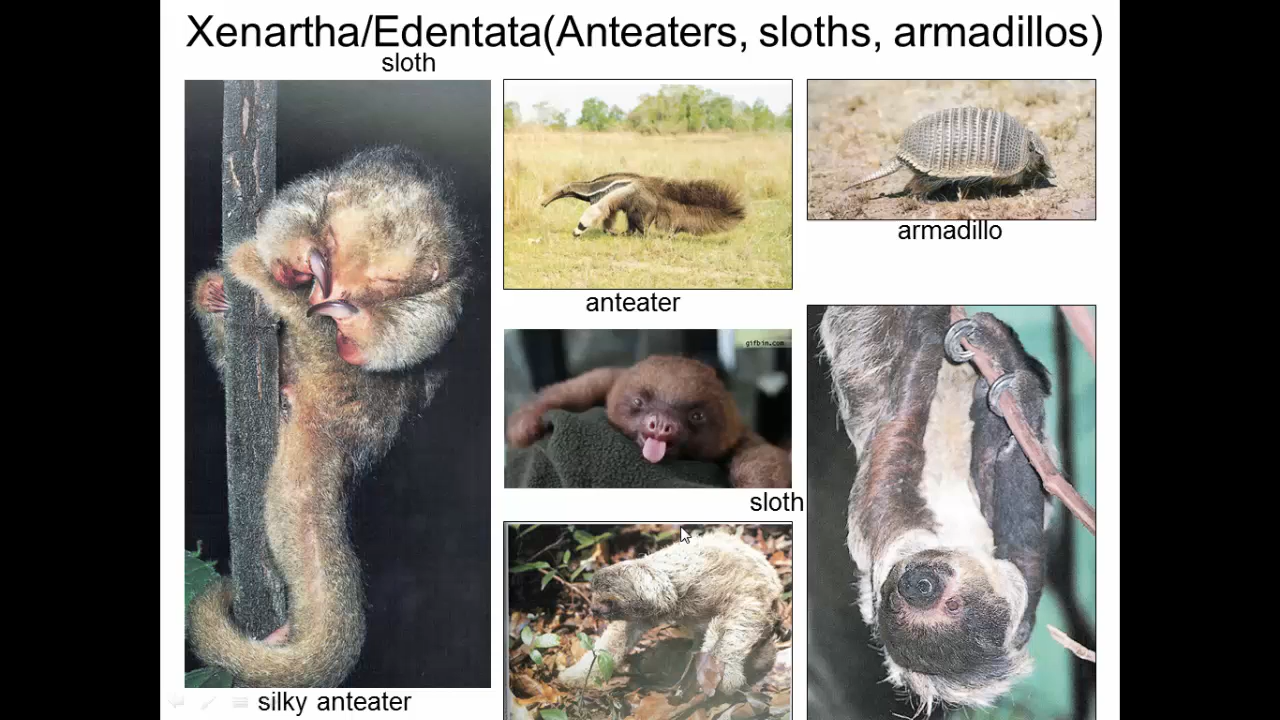 Xenartha/Edentata(Anteaters, sloths, armadillos)
sloth
armadillo
anteater
gifbin.com
sloth
silky anteater